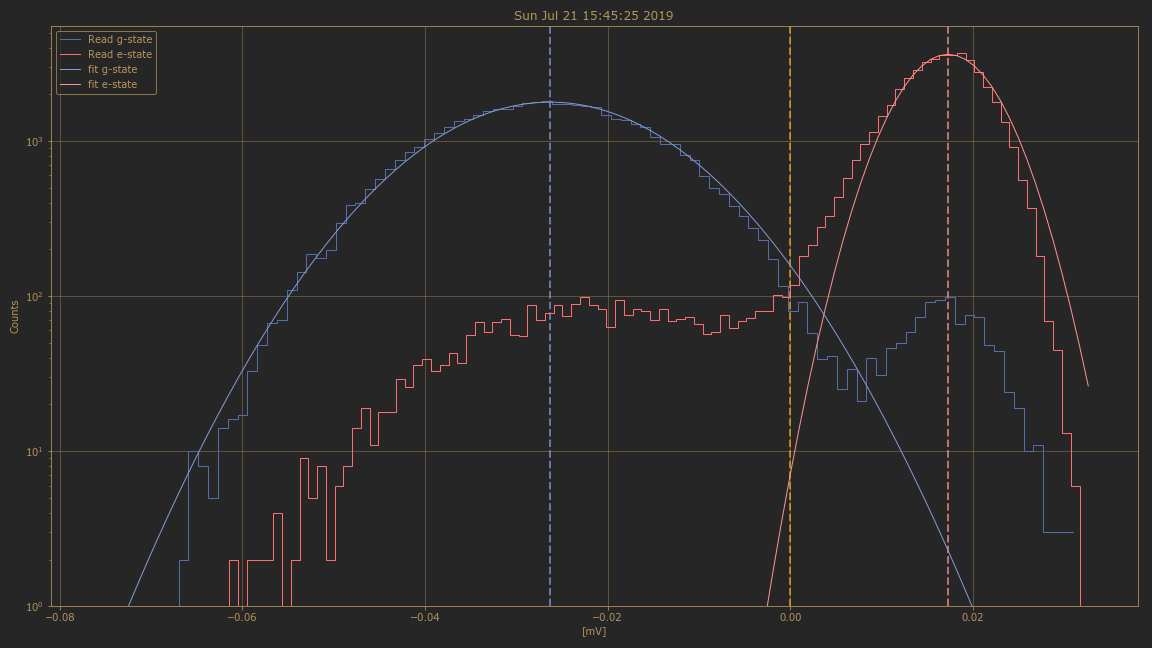 Sun Jul 21 15:45:25 2019
Read g-state
Read e-state
fit g-state
fit e-state
Counts
10³
10²
10¹
10⁰
−0.08 −0.06 −0.04 −0.02 0.00 0.02
[mV]